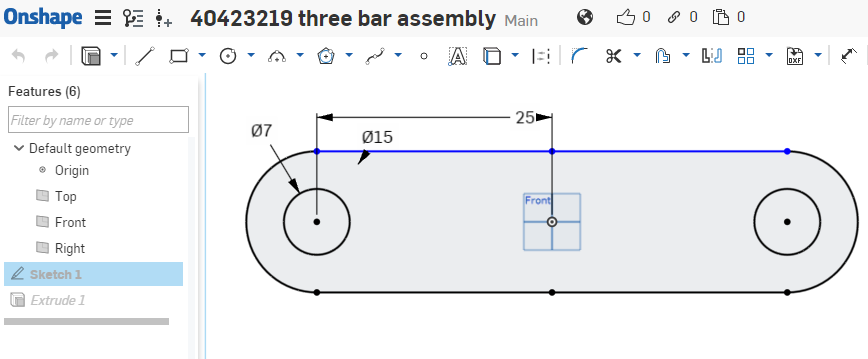 Onshape 40423219 three bar assembly Main 0 0 0
A DXF
Features (6)
Filter by name or type
Default geometry
Origin
Top
Front
Right
Sketch 1
Extrude 1
25
Ø7
Ø15
Front